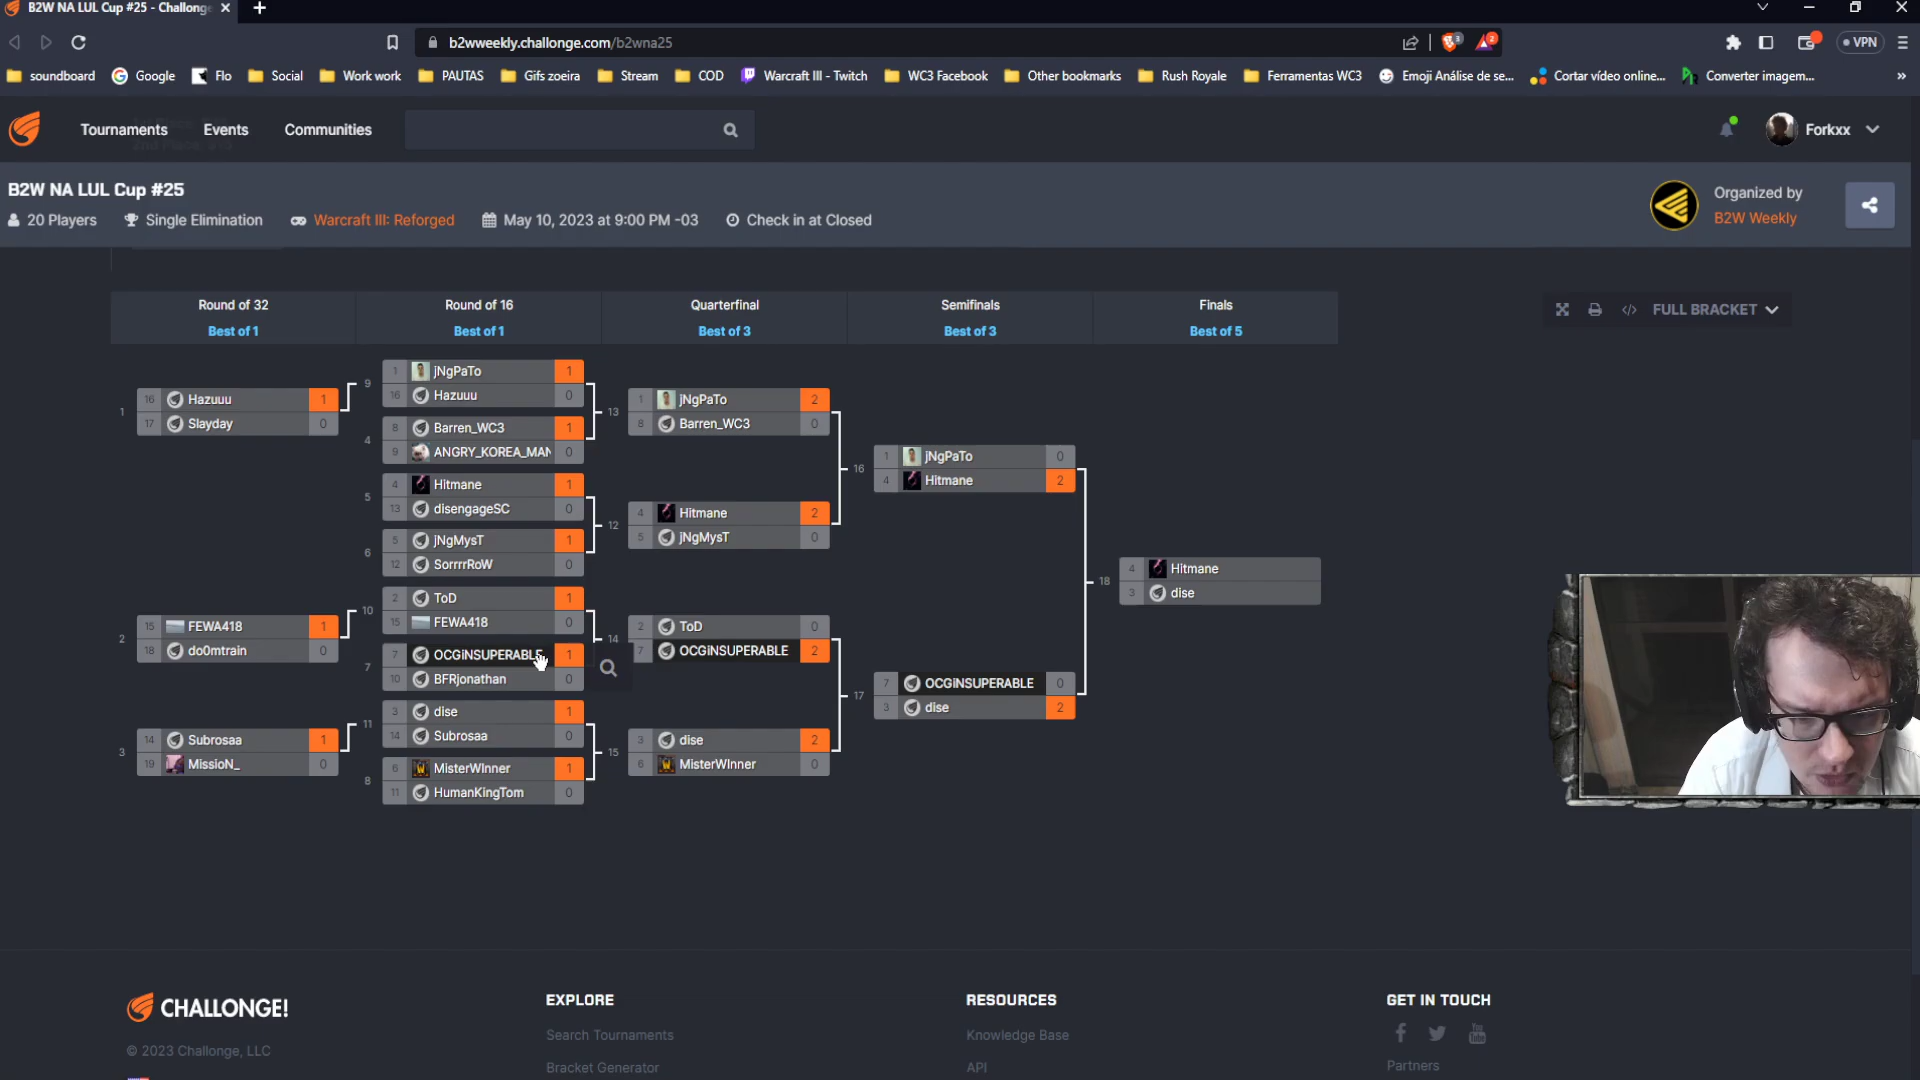 B2W NA LUL Cup #25 - Challong
b2wweekly.challonge.com/b2wna25
3
2
VPN
soundboard
Google
Flo
Social
Work work
PAUTAS
Gifs zoeira
Stream
COD
Warcraft III - Twitch
WC3 Facebook
Other bookmarks
Rush Royale
Ferramentas WC3
Emoji Análise de se...
Cortar vídeo online...
Converter imagem...
Tournaments
Events
Communities
Forkxx
B2W NA LUL Cup #25
20 Players
Single Elimination
Warcraft III: Reforged
May 10, 2023 at 9:00 PM -03
Check in at Closed
Organized by
B2W Weekly
Round of 32
Best of 1
Round of 16
Best of 1
Quarterfinal
Best of 3
Semifinals
Best of 3
Finals
Best of 5
FULL BRACKET
1
16 Hazuuu 1
17 Slayday 0
2
15 FEWA418 1
18 do0mtrain 0
3
14 Subrosaa 1
19 MissioN_ 0
9
1 jNgPaTo 1
16 Hazuuu 0
4
8 Barren_WC3 1
9 ANGRY_KOREA_MAN 0
5
4 Hitmane 1
13 disengageSC 0
6
5 jNgMysT 1
12 SorrrrRoW 0
10
2 ToD 1
15 FEWA418 0
7
7 OCGiNSUPERABLE 1
10 BFRjonathan 0
11
3 dise 1
14 Subrosaa 0
8
6 MisterWInner 1
11 HumanKingTom 0
13
1 jNgPaTo 2
8 Barren_WC3 0
12
4 Hitmane 2
5 jNgMysT 0
14
2 ToD 0
7 OCGiNSUPERABLE 2
15
3 dise 2
6 MisterWInner 0
16
1 jNgPaTo 0
4 Hitmane 2
17
7 OCGiNSUPERABLE 0
3 dise 2
18
4 Hitmane
3 dise
CHALLONGE!
© 2023 Challonge, LLC
EXPLORE
Search Tournaments
Bracket Generator
RESOURCES
Knowledge Base
API
GET IN TOUCH
Partners